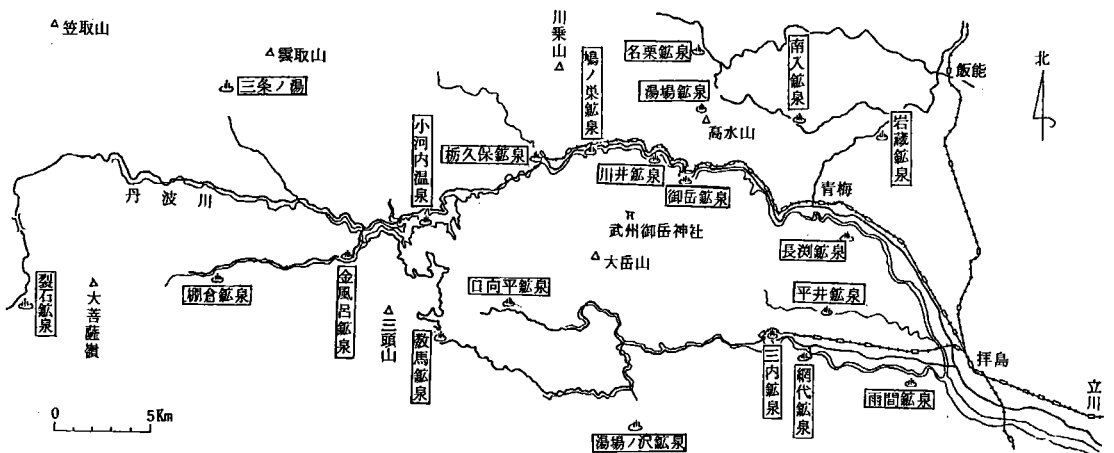 笠取山
雲取山
三条ノ湯
川乗山
鳩ノ巣鉱泉
名栗鉱泉
湯場鉱泉
高水山
南入鉱泉
飯能
岩蔵鉱泉
北
小河内温泉
栃久保鉱泉
川井鉱泉
御岳鉱泉
青梅
丹波川
武州御岳神社
長渕鉱泉
大岳山
裂石鉱泉
大菩薩嶺
棚倉鉱泉
金風呂鉱泉
三頭山
数馬鉱泉
日向平鉱泉
平井鉱泉
三内鉱泉
網代鉱泉
雨間鉱泉
拝島
立川
湯場ノ沢鉱泉
0 5Km